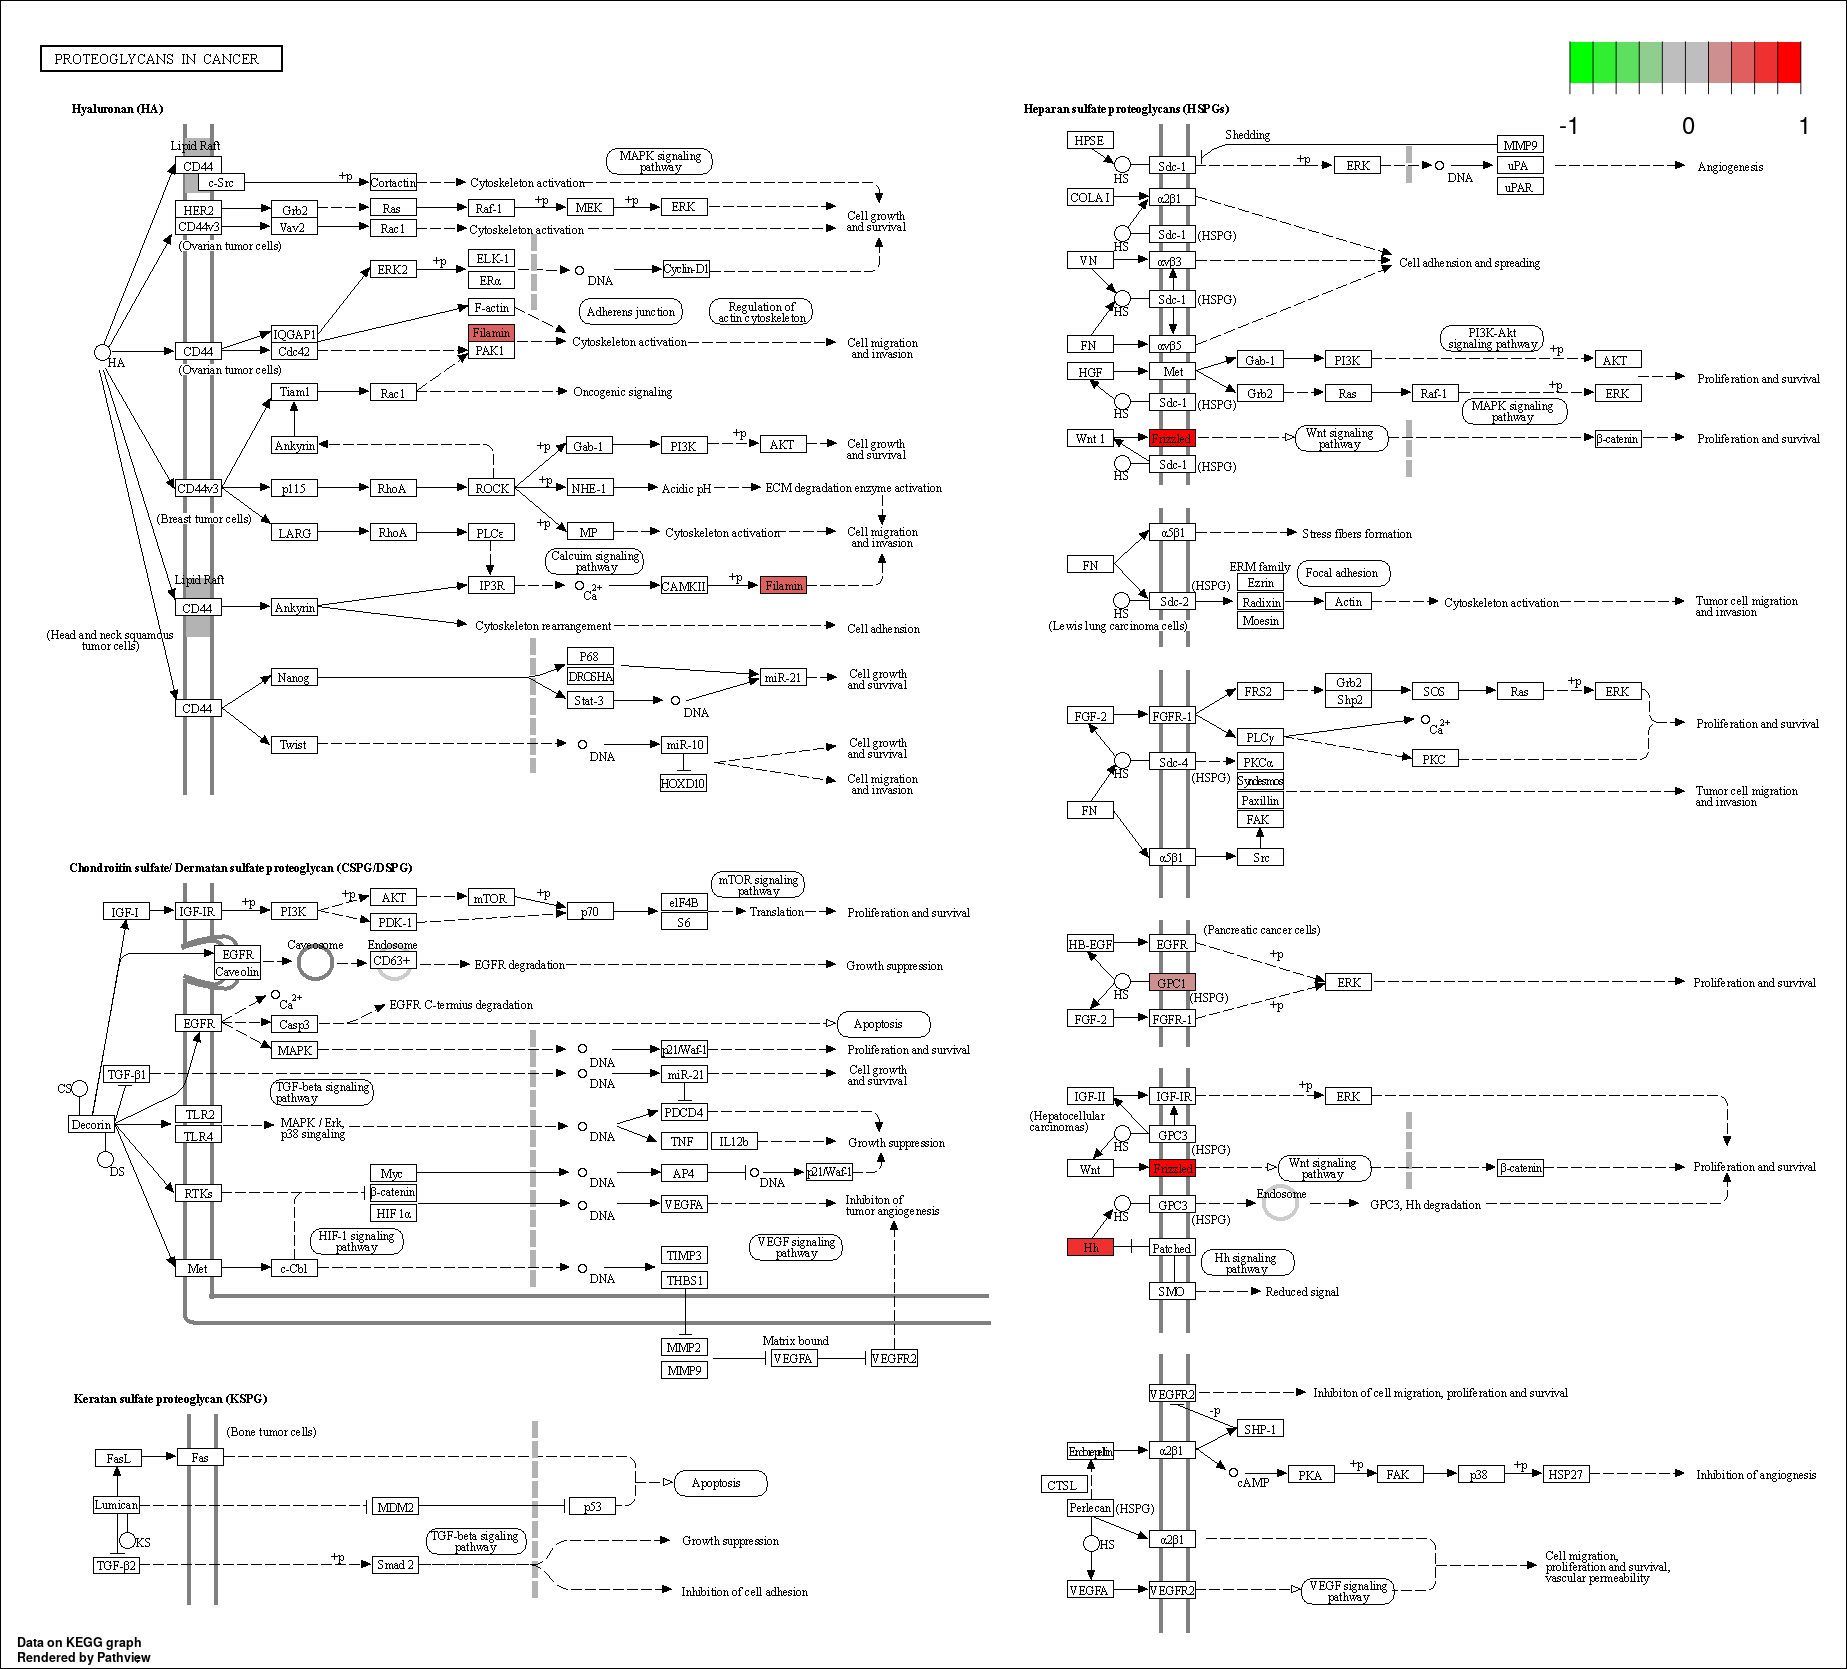 PROTEOGLYCANS IN CANCER
-1 0 1
Hyaluronan (HA)
Lipid Raft
CD44
c-Src
+p
Cortactin
Cytoskeleton activation
MAPK signaling
pathway
HER2
Grb2
Ras
Raf-1
+p
MEK
+p
ERK
Cell growth
and survival
CD44v3
Vav2
Rac1
Cytoskeleton activation
(Ovarian tumor cells)
ERK2
+p
ELK-1
ERα
DNA
Cyclin-D1
F-actin
Adherens junction
Regulation of
actin cytoskeleton
IQGAP1
Filamin
Cytoskeleton activation
Cell migration
and invasion
HA
CD44
Cdc42
PAK1
(Ovarian tumor cells)
Tiam1
Rac1
Oncogenic signaling
Ankyrin
+p
Gab-1
PI3K
+p
AKT
Cell growth
and survival
CD44v3
p115
RhoA
ROCK
+p
NHE-1
Acidic pH
ECM degradation enzyme activation
(Breast tumor cells)
LARG
RhoA
PLCε
+p
MP
Cytoskeleton activation
Cell migration
and invasion
Calcuim signaling
pathway
Lipid Raft
IP3R
Ca2+
CAMKII
+p
Filamin
CD44
Ankyrin
Cytoskeleton rearrangement
Cell adhension
(Head and neck squamous
tumor cells)
P68
DROSHA
Stat-3
DNA
miR-21
Cell growth
and survival
Nanog
CD44
Twist
DNA
miR-10
HOXD10
Cell growth
and survival
Cell migration
and invasion
Chondroitin sulfate/ Dermatan sulfate proteoglycan (CSPG/DSPG)
IGF-I
IGF-IR
+p
PI3K
+p
AKT
mTOR
+p
PDK-1
p70
eIF4B
S6
mTOR signaling
pathway
Translation
Proliferation and survival
EGFR
Caveolin
Caveosome
Endosome
CD63+
EGFR degradation
Growth suppression
Ca2+
EGFR C-termius degradation
EGFR
Casp3
Apoptosis
MAPK
DNA
p21/Waf-1
Proliferation and survival
TGF-β1
DNA
miR-21
Cell growth
and survival
CS
TGF-beta signaling
pathway
Decorin
TLR2
TLR4
MAPK / Erk,
p38 singaling
DNA
PDCD4
TNF
IL12b
Growth suppression
DS
Myc
DNA
AP4
DNA
p21/Waf-1
RTKs
β-catenin
HIF 1α
DNA
VEGFA
Inhibiton of
tumor angiogenesis
HIF-1 signaling
pathway
VEGF signaling
pathway
Met
c-Cbl
DNA
TIMP3
THBS1
MMP2
MMP9
Matrix bound
VEGFA
VEGFR2
Keratan sulfate proteoglycan (KSPG)
(Bone tumor cells)
FasL
Fas
Apoptosis
Lumican
MDM2
p53
KS
TGF-beta sigaling
pathway
TGF-β2
+p
Smad 2
Growth suppression
Inhibition of cell adhesion
Data on KEGG graph
Rendered by Pathview
Heparan sulfate proteoglycans (HSPGs)
HPSE
HS
Sdc-1
Shedding
+p
ERK
DNA
MMP9
uPA
uPAR
Angiogenesis
COLA1
α2β1
HS
Sdc-1
(HSPG)
VN
αvβ3
Cell adhension and spreading
HS
Sdc-1
(HSPG)
FN
αvβ5
HGF
Met
Gab-1
PI3K
PI3K-Akt
signaling pathway
+p
AKT
Grb2
Ras
Raf-1
+p
ERK
Proliferation and survival
HS
Sdc-1
(HSPG)
MAPK signaling
pathway
Wnt 1
Frizzled
Wnt signaling
pathway
β-catenin
Proliferation and survival
HS
Sdc-1
(HSPG)
α5β1
Stress fibers formation
FN
ERM family
Ezrin
Radixin
Moesin
Focal adhesion
HS
Sdc-2
(HSPG)
Actin
Cytoskeleton activation
Tumor cell migration
and invasion
(Lewis lung carcinoma cells)
FRS2
Grb2
Shp2
SOS
Ras
+p
ERK
FGF-2
FGFR-1
Ca2+
PLCγ
PKC
Proliferation and survival
HS
Sdc-4
(HSPG)
PKCα
Syndesmos
Paxillin
FAK
Tumor cell migration
and invasion
FN
α5β1
Src
(Pancreatic cancer cells)
HB-EGF
EGFR
+p
HS
GPC1
(HSPG)
ERK
Proliferation and survival
FGF-2
FGFR-1
+p
IGF-II
IGF-IR
+p
ERK
(Hepatocellular
carcinomas)
HS
GPC3
(HSPG)
Wnt
Frizzled
Wnt signaling
pathway
β-catenin
Proliferation and survival
HS
GPC3
(HSPG)
Endosome
GPC3, Hh degradation
Hh
Patched
Hh signaling
pathway
SMO
Reduced signal
VEGFR2
Inhibiton of cell migration, proliferation and survival
-p
SHP-1
Endorepellin
α2β1
cAMP
PKA
+p
FAK
p38
+p
HSP27
Inhibition of angiognesis
CTSL
Perlecan
(HSPG)
HS
α2β1
Cell migration,
proliferation and survival,
vascular permeability
VEGFA
VEGFR2
VEGF signaling
pathway